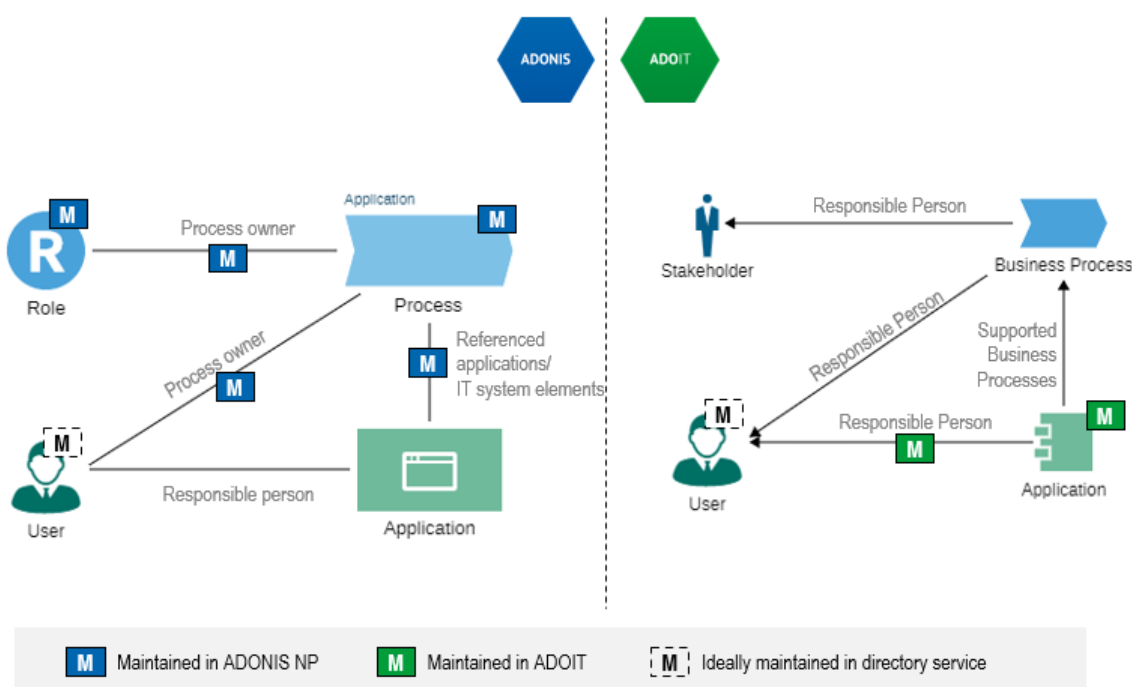 ADONIS
ADOIT
Application
M
M
Process owner
M
R
Role
Process
Process owner
M
M
Referenced
applications/
IT system elements
M
User
Responsible person
Application
Responsible Person
Stakeholder
Business Process
Responsible Person
Supported
Business
Processes
M
User
Responsible Person
M
M
Application
M Maintained in ADONIS NP
M Maintained in ADOIT
M Ideally maintained in directory service